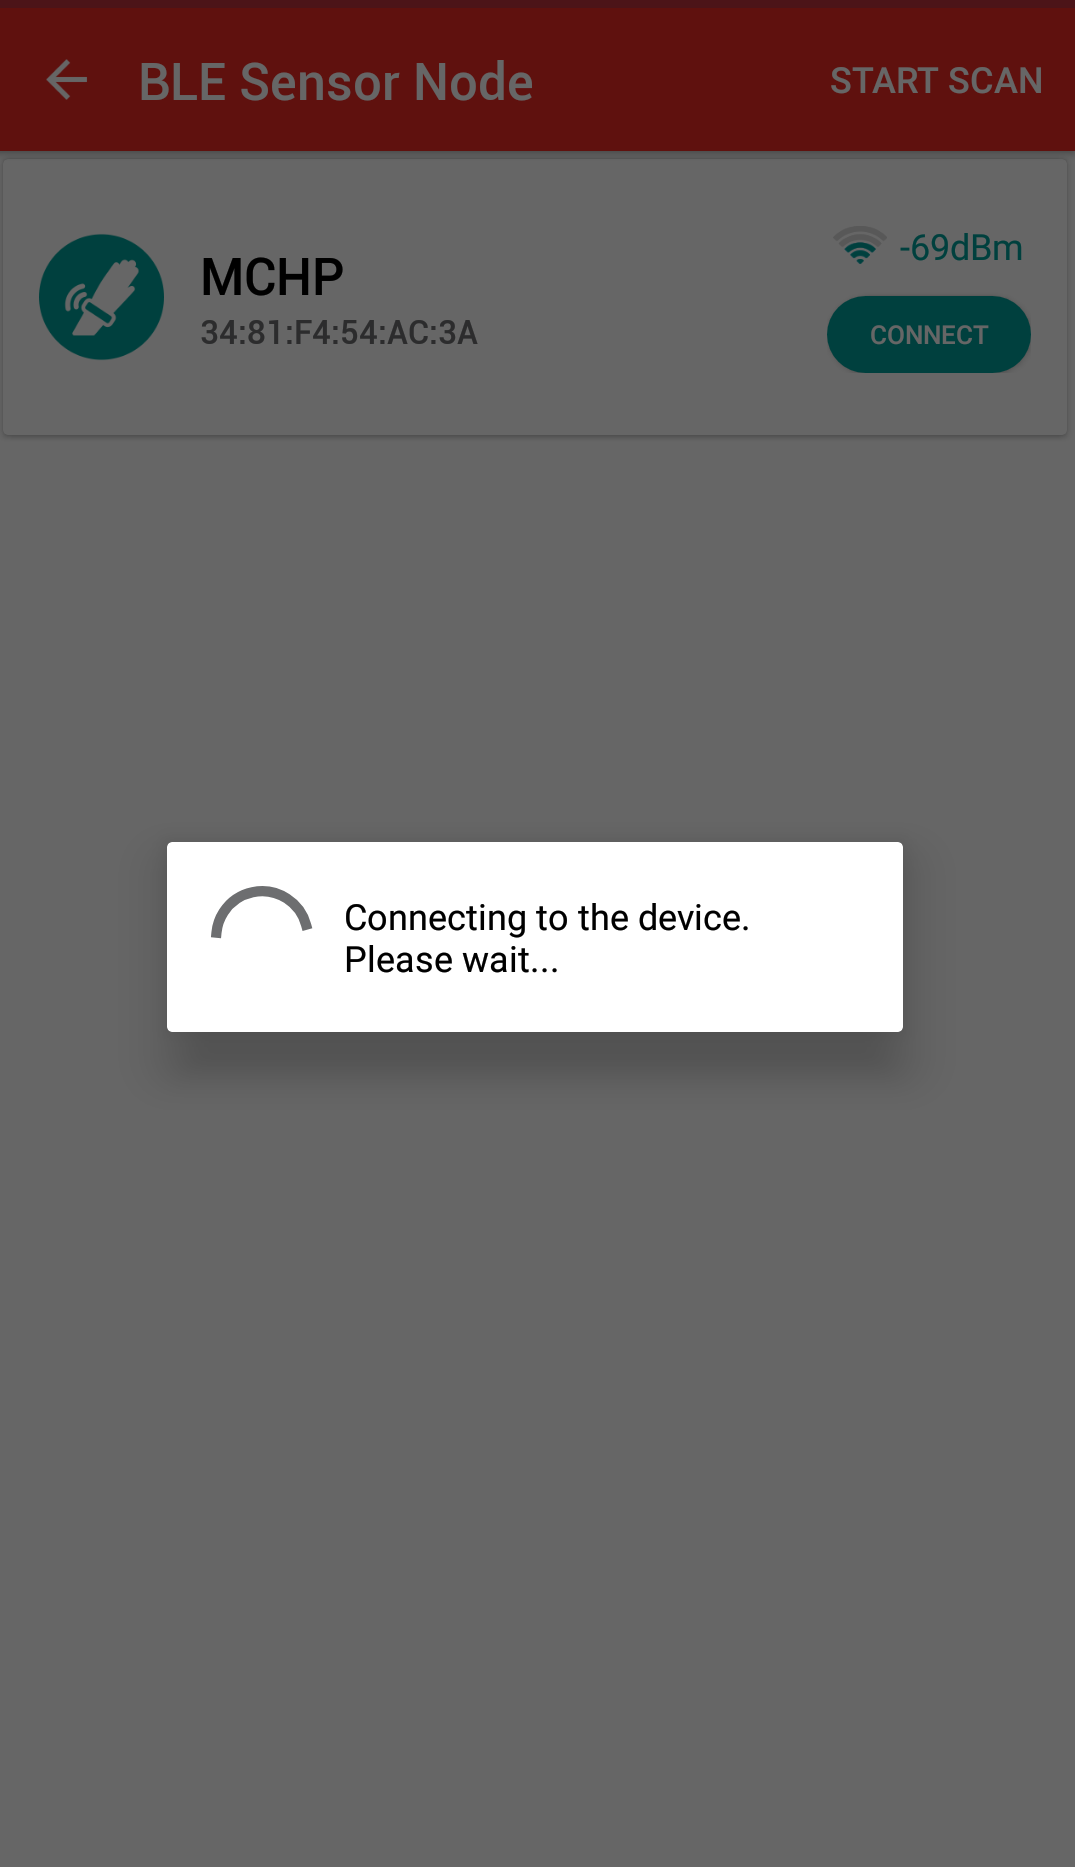 BLE Sensor Node
START SCAN
MCHP
34:81:F4:54:AC:3A
-69dBm
CONNECT
Connecting to the device.
Please wait...